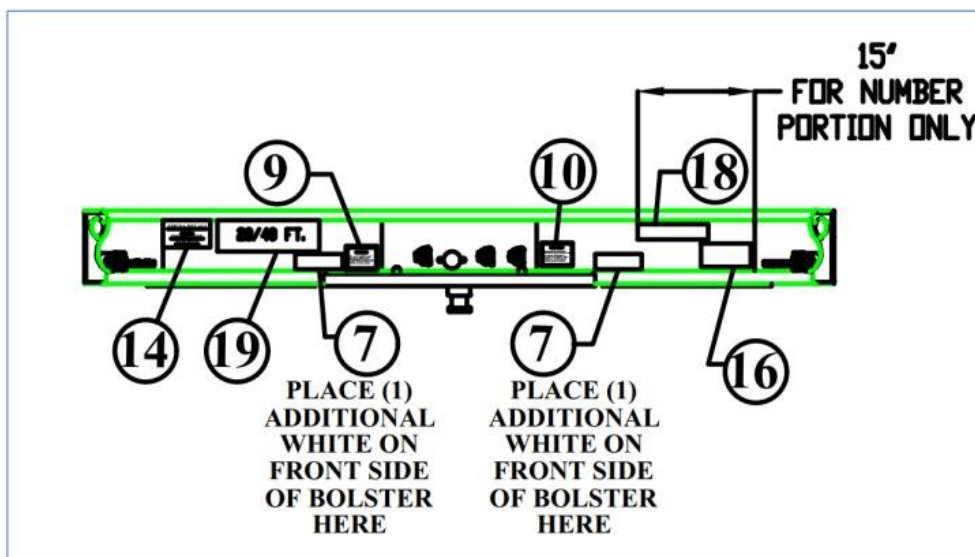 15"
FOR NUMBER
PORTION ONLY
9
10
18
20/40 FT.
14
19
7
7
16
PLACE (1)
ADDITIONAL
WHITE ON
FRONT SIDE
OF BOLSTER
HERE
PLACE (1)
ADDITIONAL
WHITE ON
FRONT SIDE
OF BOLSTER
HERE